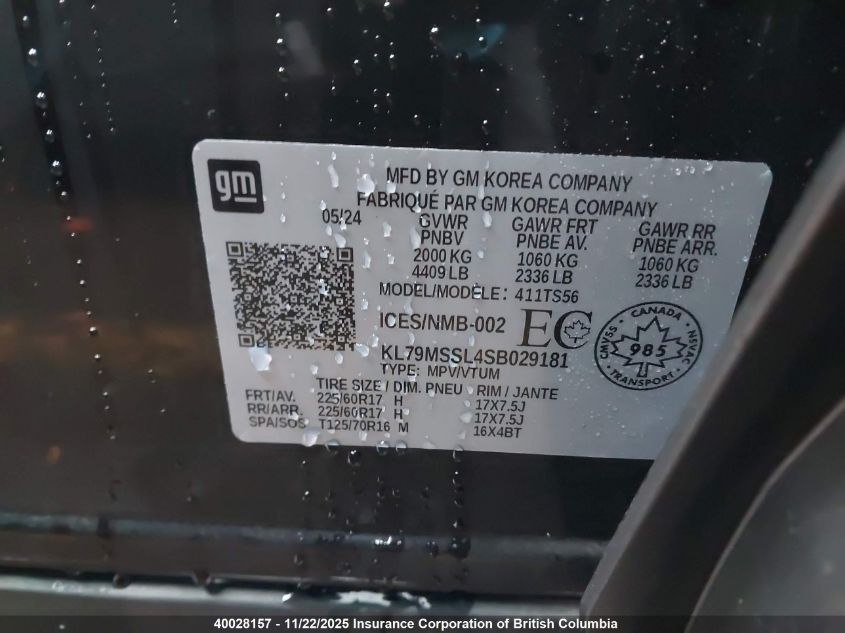 gm
MFD BY GM KOREA COMPANY
FABRIQUÉ PAR GM KOREA COMPANY
05/24 GVWR GAWR FRT GAWR RR
PNBV PNBE AV. PNBE ARR.
2000 KG 1060 KG 1060 KG
4409 LB 2336 LB 2336 LB
MODEL/MODÈLE: 411TS56
ICES/NMB-002 EC
CANADA
CMVSS 985 NSVAC
TRANSPORT
KL79MSSL4SB029181
TYPE: MPV/VTUM
TIRE SIZE / DIM. PNEU RIM / JANTE
FRT/AV. 225/60R17 H 17X7.5J
RR/ARR. 225/60R17 H 17X7.5J
SPA/SOS T125/70R16 M 16X4BT
40028157 - 11/22/2025 Insurance Corporation of British Columbia